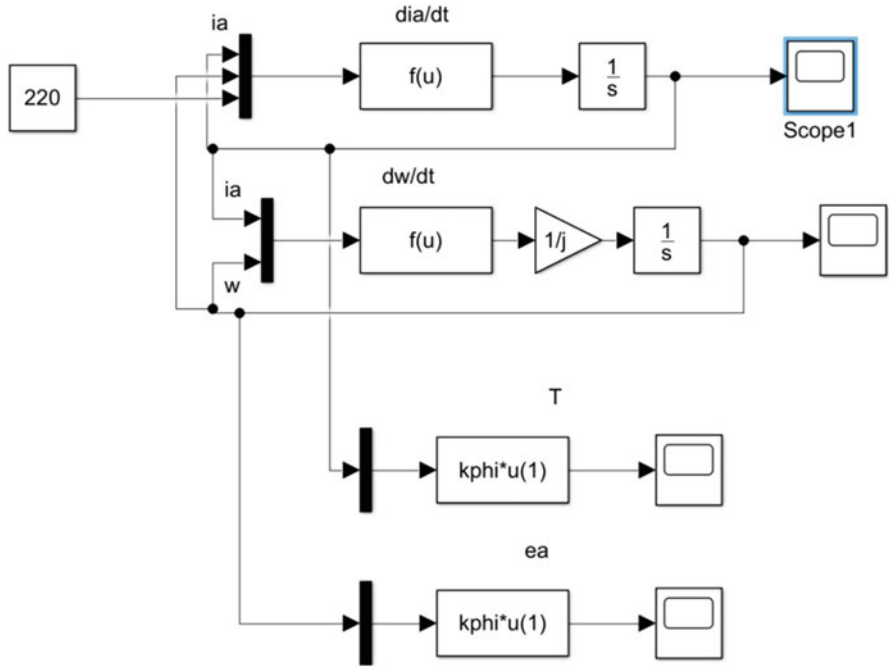 dia/dt
ia
220
f(u)
1
s
Scope1
dw/dt
ia
f(u)
1/j
1
s
w
T
kphi*u(1)
ea
kphi*u(1)